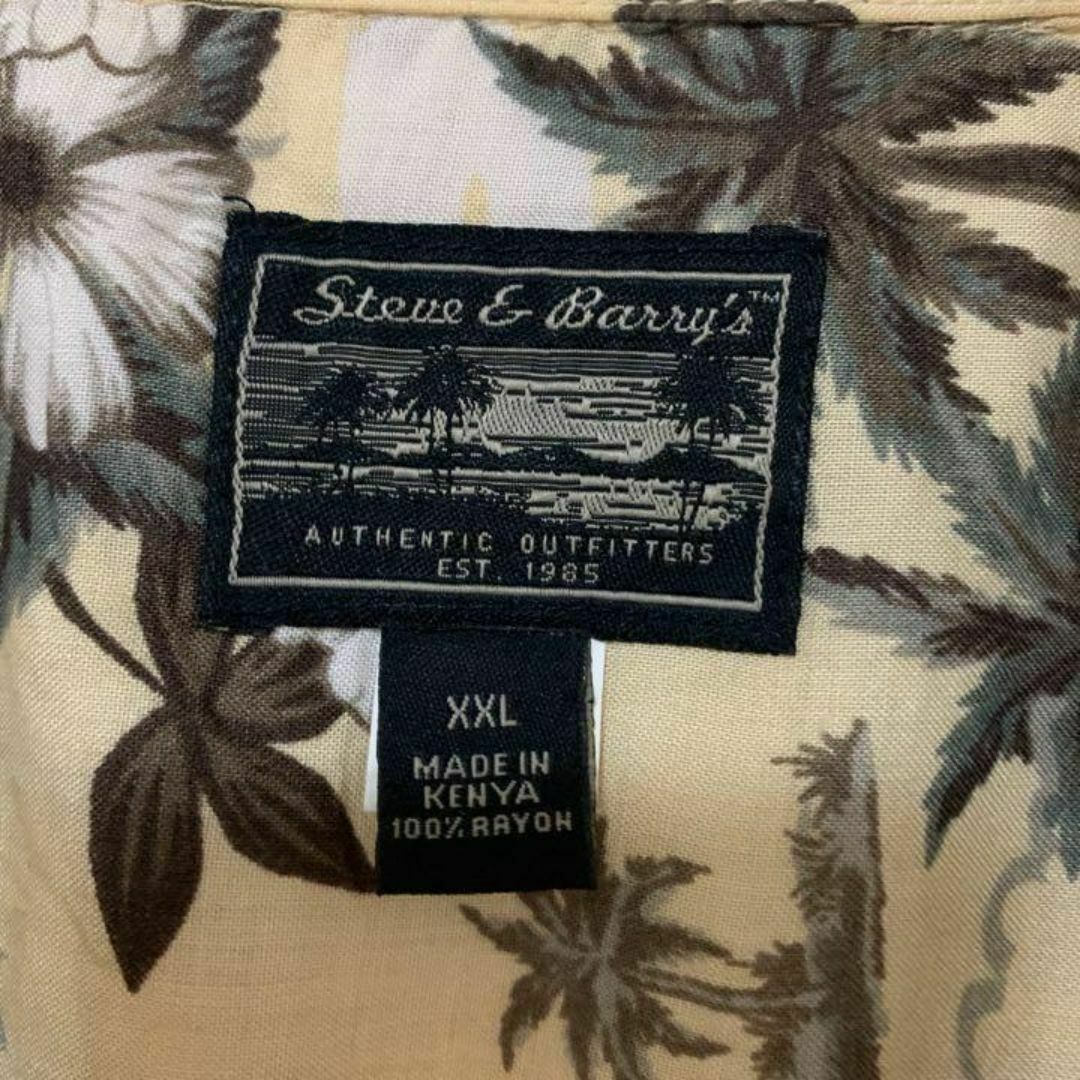 Steve & Barry's™
AUTHENTIC OUTFITTERS
EST. 1985
XXL
MADE IN
KENYA
100% RAYON